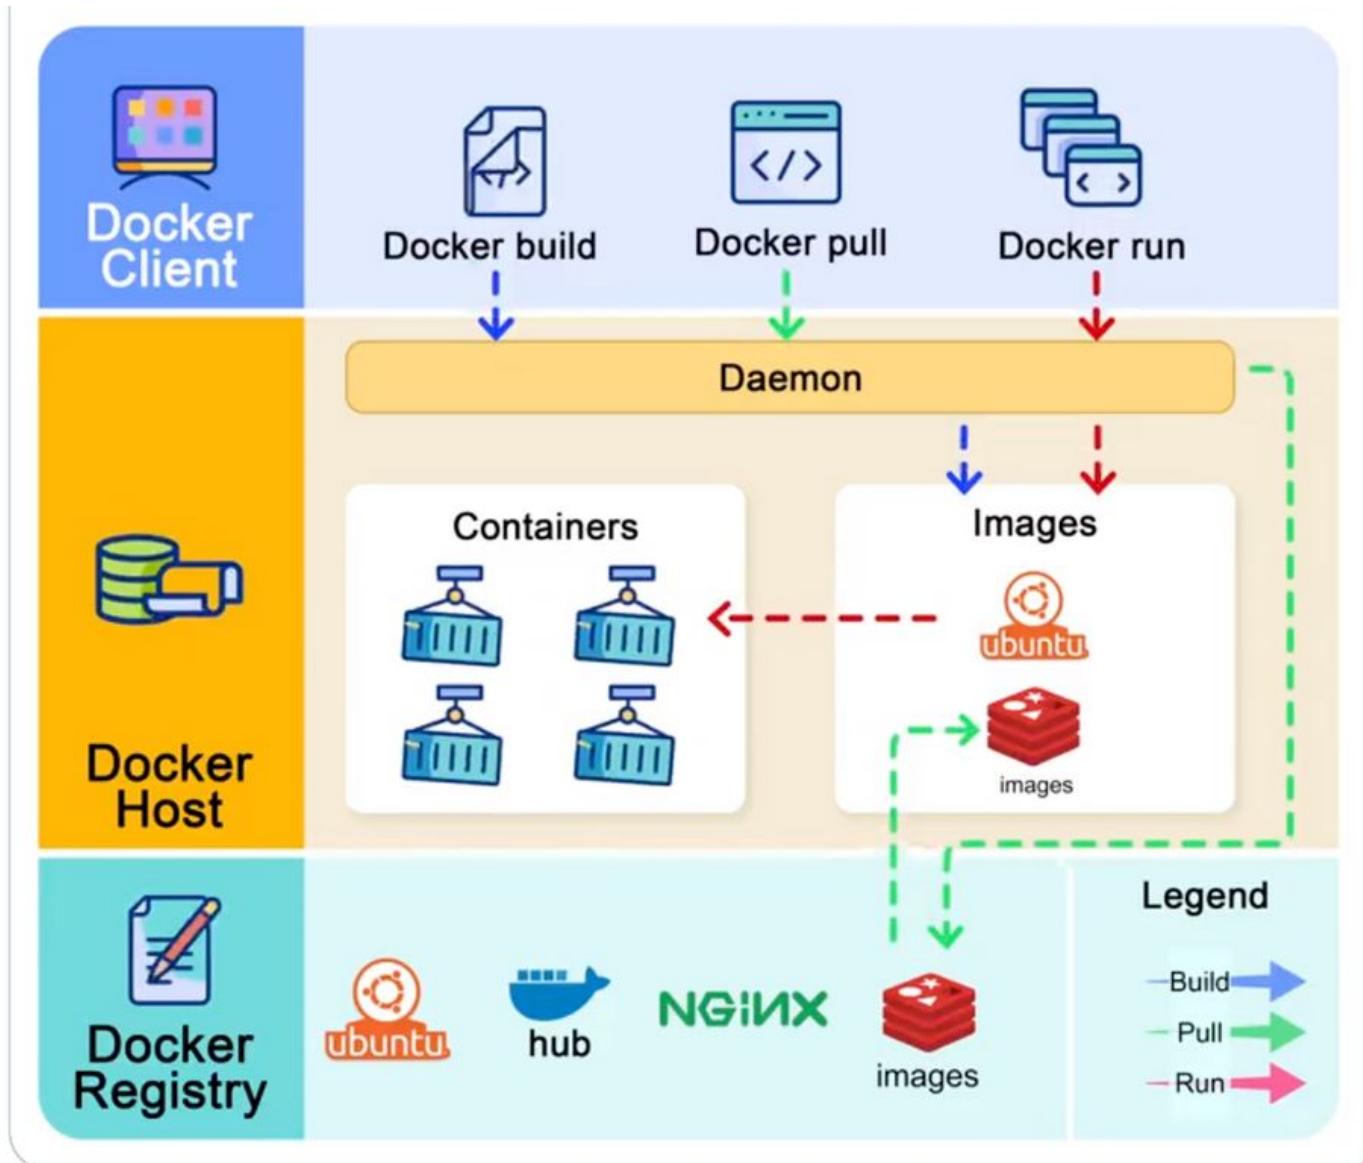 Docker
Client
Docker build
Docker pull
Docker run
Docker
Host
Daemon
Containers
Images
ubuntu
images
Docker
Registry
ubuntu
hub
NGiNX
images
Legend
Build
Pull
Run